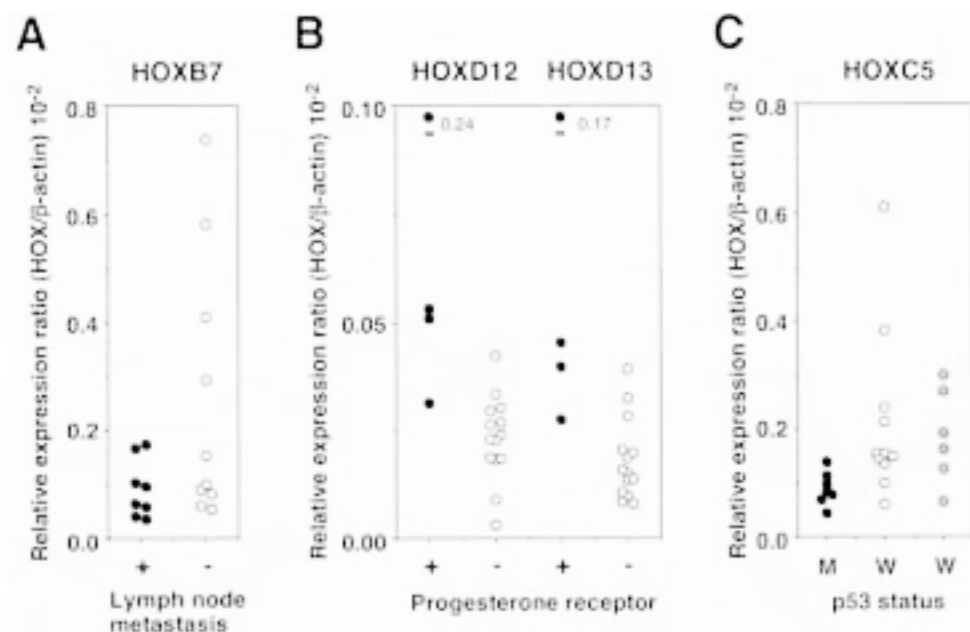 A
HOXB7
Relative expression ratio (HOX/β-actin) 10⁻²
0.8
0.6
0.4
0.2
0.0
+ -
Lymph node
metastasis
B
HOXD12 HOXD13
Relative expression ratio (HOX/β-actin) 10⁻²
0.10
0.24 0.17
0.05
0.00
+ - + -
Progesterone receptor
C
HOXC5
Relative expression ratio (HOX/β-actin) 10⁻²
0.8
0.6
0.4
0.2
0.0
M W W
p53 status